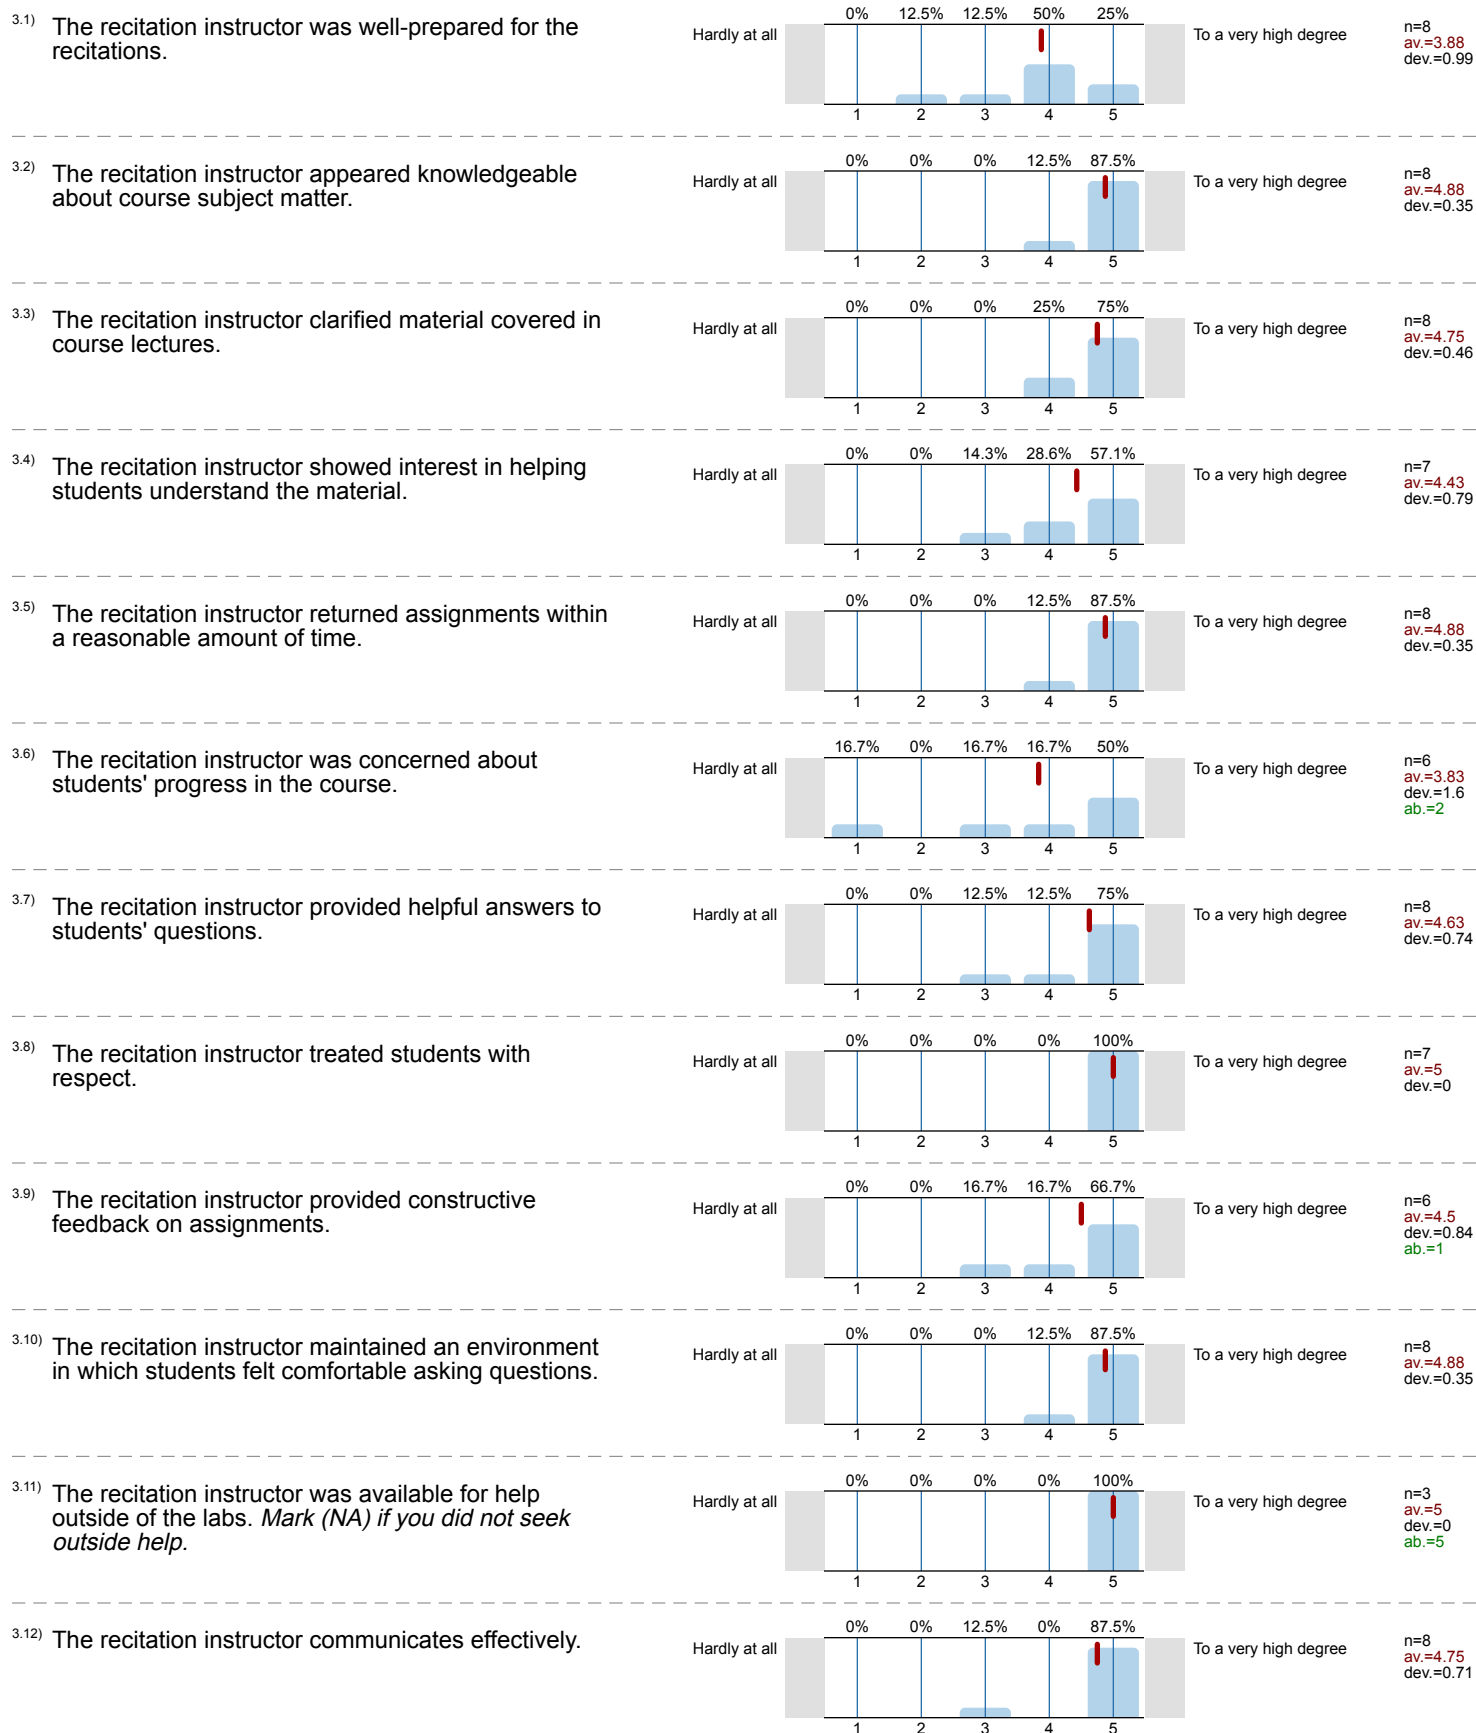 3.1) The recitation instructor was well-prepared for the
recitations.
Hardly at all
0% 12.5% 12.5% 50% 25%
1 2 3 4 5
To a very high degree
n=8
av.=3.88
dev.=0.99
3.2) The recitation instructor appeared knowledgeable
about course subject matter.
Hardly at all
0% 0% 0% 12.5% 87.5%
1 2 3 4 5
To a very high degree
n=8
av.=4.88
dev.=0.35
3.3) The recitation instructor clarified material covered in
course lectures.
Hardly at all
0% 0% 0% 25% 75%
1 2 3 4 5
To a very high degree
n=8
av.=4.75
dev.=0.46
3.4) The recitation instructor showed interest in helping
students understand the material.
Hardly at all
0% 0% 14.3% 28.6% 57.1%
1 2 3 4 5
To a very high degree
n=7
av.=4.43
dev.=0.79
3.5) The recitation instructor returned assignments within
a reasonable amount of time.
Hardly at all
0% 0% 0% 12.5% 87.5%
1 2 3 4 5
To a very high degree
n=8
av.=4.88
dev.=0.35
3.6) The recitation instructor was concerned about
students' progress in the course.
Hardly at all
16.7% 0% 16.7% 16.7% 50%
1 2 3 4 5
To a very high degree
n=6
av.=3.83
dev.=1.6
ab.=2
3.7) The recitation instructor provided helpful answers to
students' questions.
Hardly at all
0% 0% 12.5% 12.5% 75%
1 2 3 4 5
To a very high degree
n=8
av.=4.63
dev.=0.74
3.8) The recitation instructor treated students with
respect.
Hardly at all
0% 0% 0% 0% 100%
1 2 3 4 5
To a very high degree
n=7
av.=5
dev.=0
3.9) The recitation instructor provided constructive
feedback on assignments.
Hardly at all
0% 0% 16.7% 16.7% 66.7%
1 2 3 4 5
To a very high degree
n=6
av.=4.5
dev.=0.84
ab.=1
3.10) The recitation instructor maintained an environment
in which students felt comfortable asking questions.
Hardly at all
0% 0% 0% 12.5% 87.5%
1 2 3 4 5
To a very high degree
n=8
av.=4.88
dev.=0.35
3.11) The recitation instructor was available for help
outside of the labs. Mark (NA) if you did not seek
outside help.
Hardly at all
0% 0% 0% 0% 100%
1 2 3 4 5
To a very high degree
n=3
av.=5
dev.=0
ab.=5
3.12) The recitation instructor communicates effectively.
Hardly at all
0% 0% 12.5% 0% 87.5%
1 2 3 4 5
To a very high degree
n=8
av.=4.75
dev.=0.71